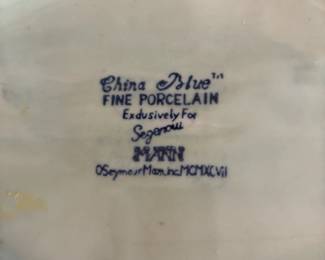 China Blue™
FINE PORCELAIN
Exclusively For
Seymour
MANN
©Seymour Mann, Inc. MCMXCVII